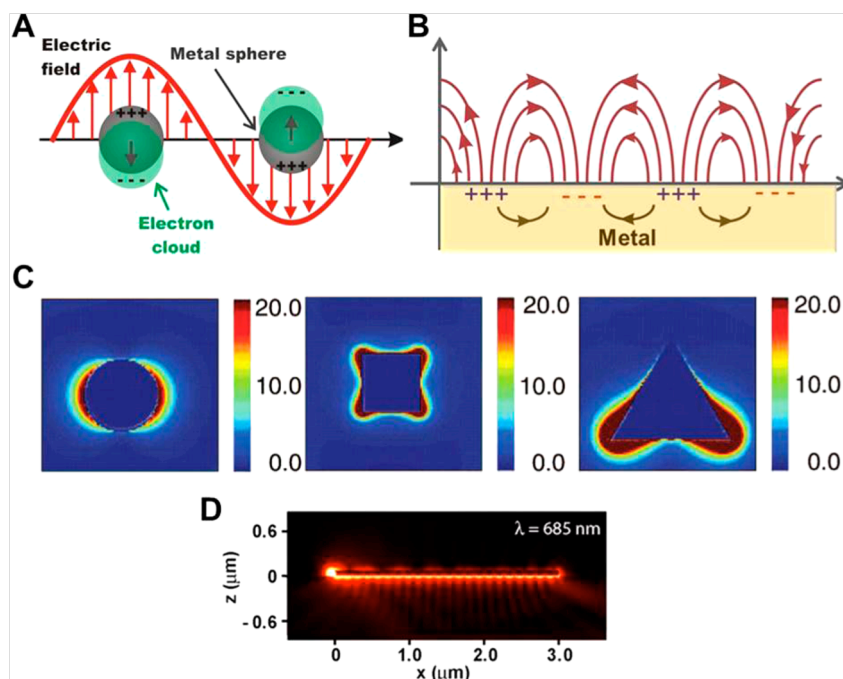 A
Electric
field
Metal sphere
+++
- - -
Electron
cloud
- - -
+++
B
+++
- - -
+++
- - -
Metal
C
20.0
10.0
0.0
20.0
10.0
0.0
20.0
10.0
0.0
D
λ = 685 nm
z (μm)
0.6
0
- 0.6
0
1.0
2.0
3.0
x (μm)